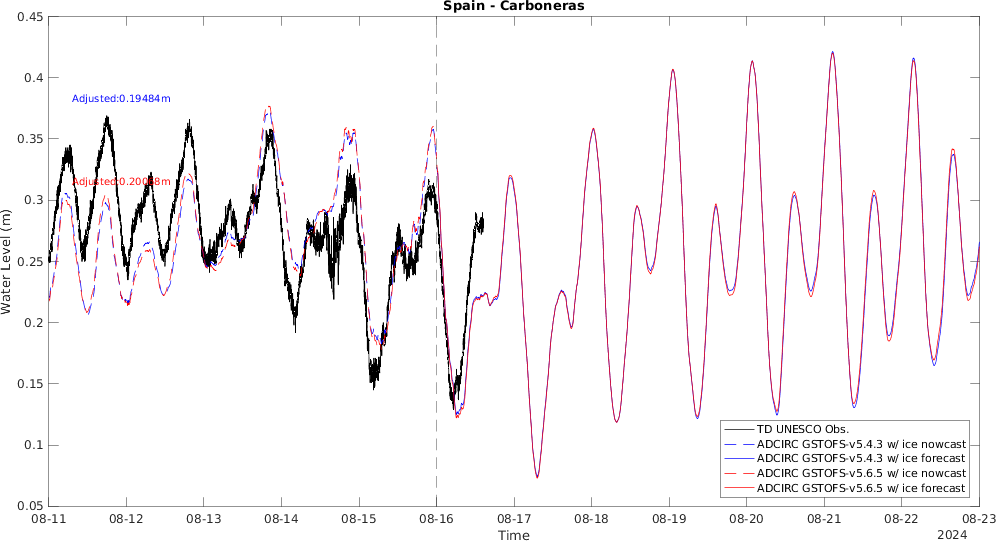 Spain - Carboneras
0.45
0.4
0.35
0.3
0.25
0.2
0.15
0.1
0.05
Water Level (m)
Adjusted:0.19484m
TD UNESCO Obs.
ADCIRC GSTOFS-v5.4.3 w/ ice nowcast
ADCIRC GSTOFS-v5.4.3 w/ ice forecast
ADCIRC GSTOFS-v5.6.5 w/ ice nowcast
ADCIRC GSTOFS-v5.6.5 w/ ice forecast
08-11 08-12 08-13 08-14 08-15 08-16 08-17 08-18 08-19 08-20 08-21 08-22 08-23
Time
2024